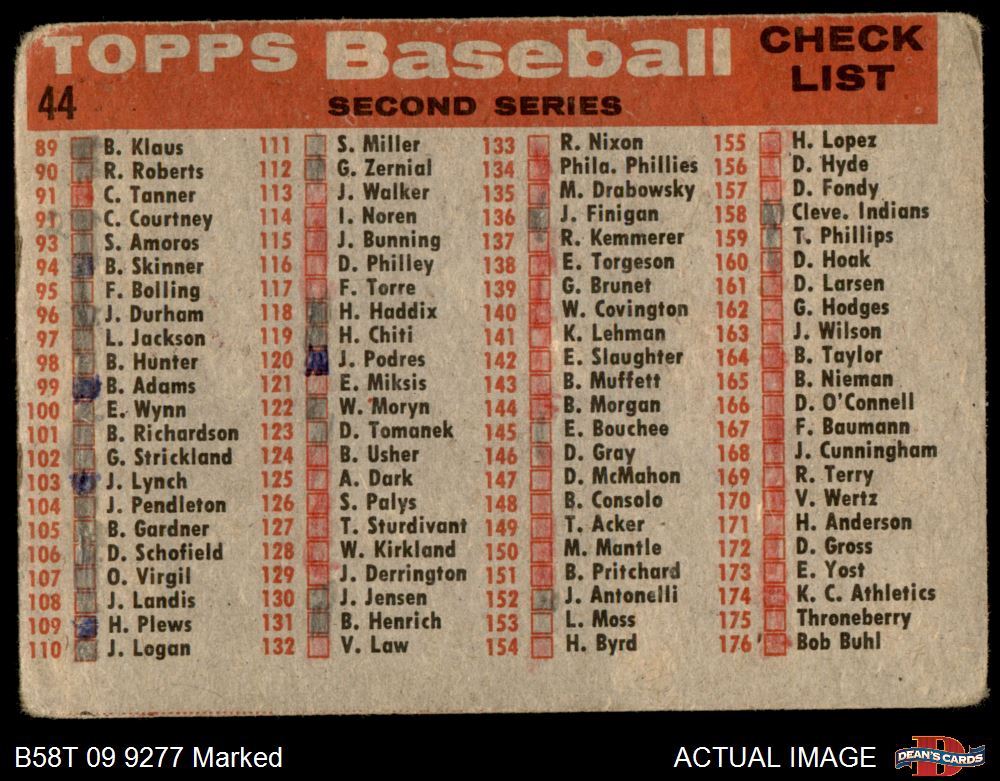 TOPPS Baseball CHECK LIST
44
SECOND SERIES
89 B. Klaus
90 R. Roberts
91 C. Tanner
91 C. Courtney
93 S. Amoros
94 B. Skinner
95 F. Bolling
96 J. Durham
97 L. Jackson
98 B. Hunter
99 B. Adams
100 E. Wynn
101 B. Richardson
102 G. Strickland
103 J. Lynch
104 J. Pendleton
105 B. Gardner
106 D. Schofield
107 O. Virgil
108 J. Landis
109 H. Plews
110 J. Logan
111 S. Miller
112 G. Zernial
113 J. Walker
114 I. Noren
115 J. Bunning
116 D. Philley
117 F. Torre
118 H. Haddix
119 H. Chiti
120 J. Podres
121 E. Miksis
122 W. Moryn
123 D. Tomanek
124 B. Usher
125 A. Dark
126 S. Palys
127 T. Sturdivant
128 W. Kirkland
129 J. Derrington
130 J. Jensen
131 B. Henrich
132 V. Law
133 R. Nixon
134 Phila. Phillies
135 M. Drabowsky
136 J. Finigan
137 R. Kemmerer
138 E. Torgeson
139 G. Brunet
140 W. Covington
141 K. Lehman
142 E. Slaughter
143 B. Muffett
144 B. Morgan
145 E. Bouchee
146 D. Gray
147 D. McMahon
148 B. Consolo
149 T. Acker
150 M. Mantle
151 B. Pritchard
152 J. Antonelli
153 L. Moss
154 H. Byrd
155 H. Lopez
156 D. Hyde
157 D. Fondy
158 Cleve. Indians
159 T. Phillips
160 D. Hoak
161 D. Larsen
162 G. Hodges
163 J. Wilson
164 B. Taylor
165 B. Nieman
166 D. O'Connell
167 F. Baumann
168 J. Cunningham
169 R. Terry
170 V. Wertz
171 H. Anderson
172 D. Gross
173 E. Yost
174 K. C. Athletics
175 Throneberry
176 Bob Buhl
B58T 09 9277 Marked
ACTUAL IMAGE
DEAN'S CARDS